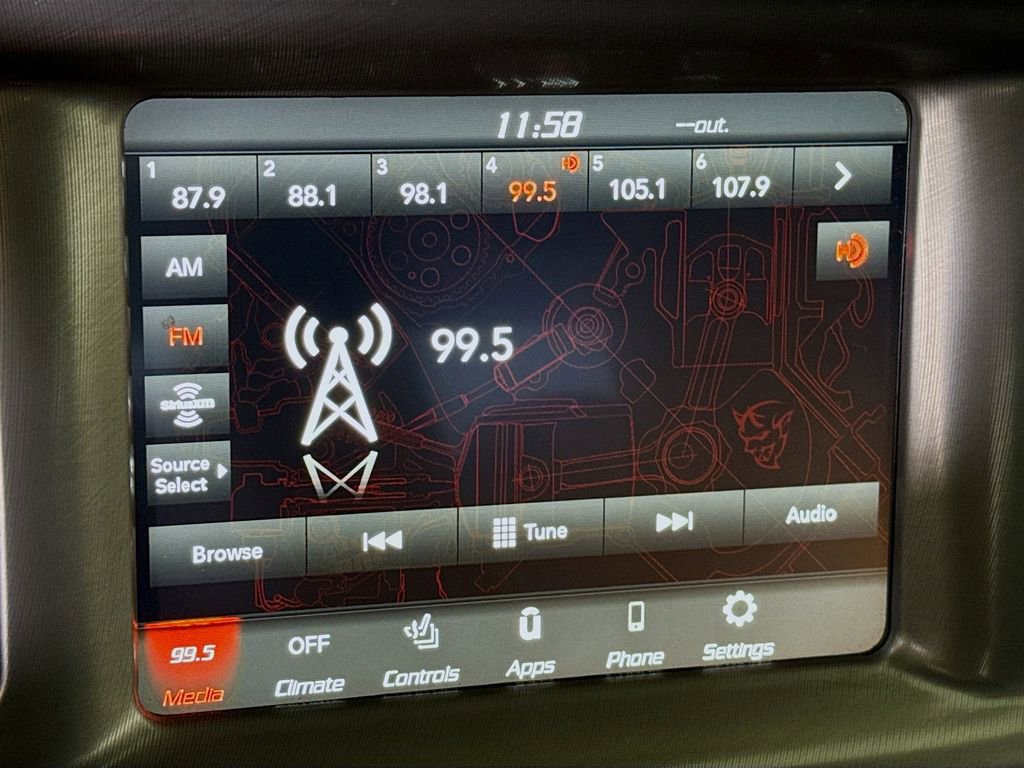 11:58 --out.
1 2 3 4 HD 5 6
87.9 88.1 98.1 99.5 105.1 107.9
AM HD
FM
99.5
SiriusXM
Source
Select
Browse Tune Audio
99.5 OFF
Media Climate Controls Apps Phone Settings